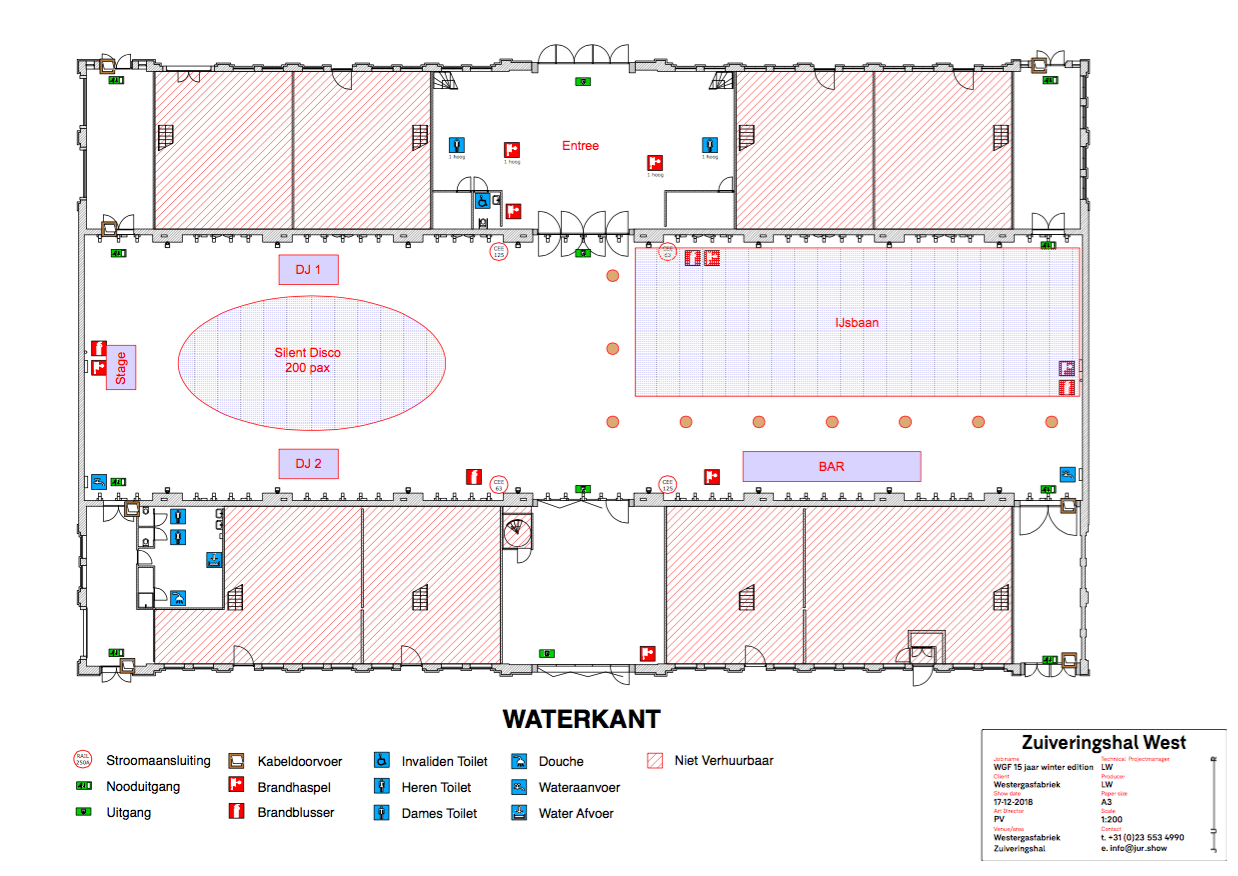 Entree
1 hoog
1 hoog
1 hoog
1 hoog
CEE
125
CEE
63
DJ 1
IJsbaan
Silent Disco
200 pax
Stage
DJ 2
BAR
CEE
63
CEE
125
WATERKANT
RAIL
250A
Stroomaansluiting
Kabeldoorvoer
Invaliden Toilet
Douche
Niet Verhuurbaar
Nooduitgang
Brandhaspel
Heren Toilet
Wateraanvoer
Uitgang
Brandblusser
Dames Toilet
Water Afvoer
Zuiveringshal West
Jobname
WGF 15 jaar winter edition
Technical Projectmanager
LW
Client
Westergasfabriek
Producer
LW
Show date
17-12-2018
Paper size
A3
Art Director
PV
Scale
1:200
Venue/area
Westergasfabriek
Zuiveringshal
Contact
t. +31 (0)23 553 4990
e. info@jur.show